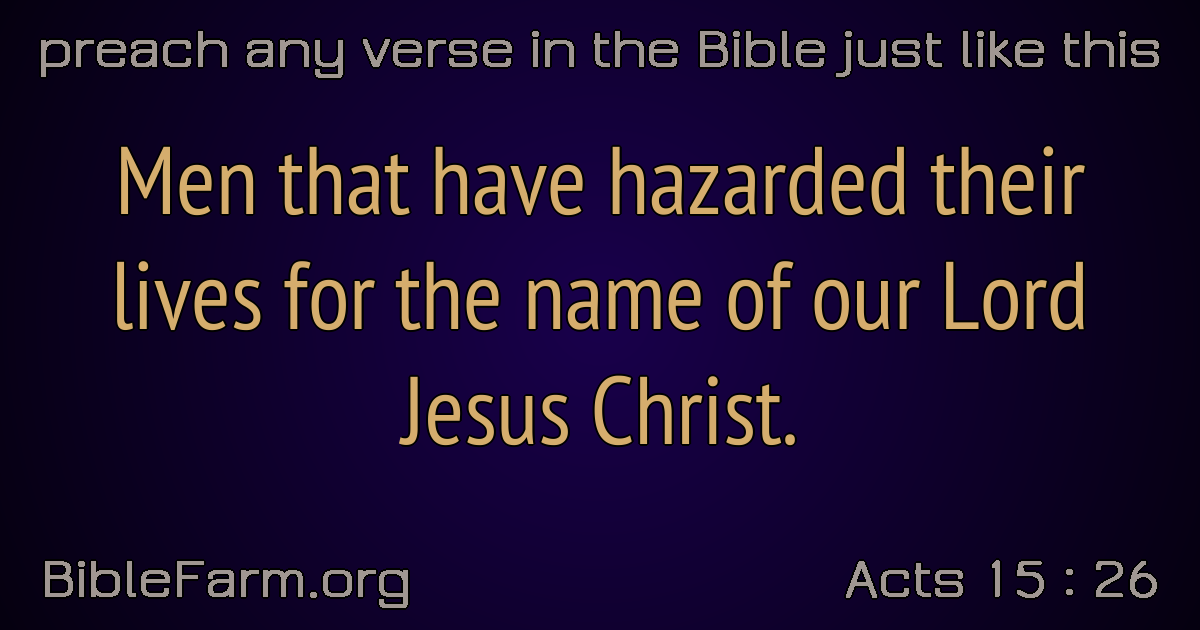 preach any verse in the Bible just like this
Men that have hazarded their
lives for the name of our Lord
Jesus Christ.
BibleFarm.org
Acts 15 : 26